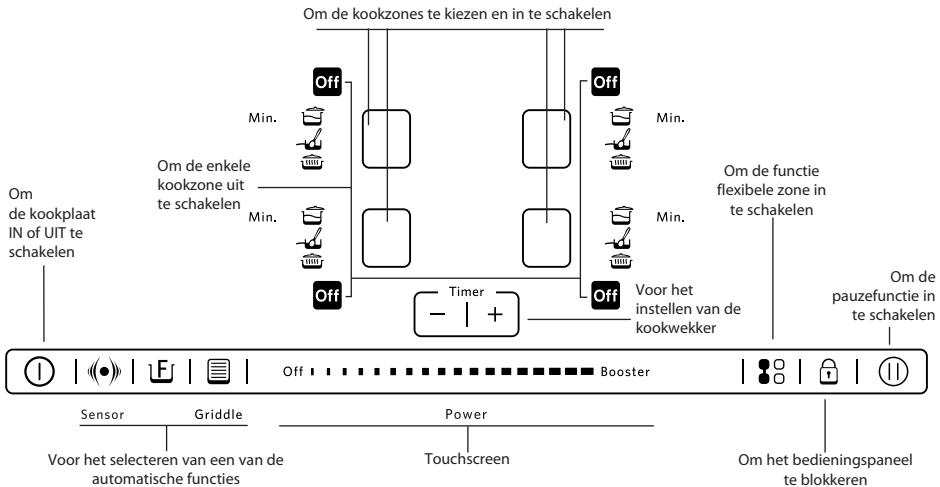 Om de kookzones te kiezen en in te schakelen
Off
Off
Min.
Min.
Om de enkele
kookzone uit
te schakelen
Om de functie
flexibele zone in
te schakelen
Om
de kookplaat
IN of UIT te
schakelen
Min.
Min.
Off
Off
Timer
− | +
Voor het
instellen van de
kookwekker
Om de
pauzefunctie in
te schakelen
F
Off
Booster
Sensor
Griddle
Power
Voor het selecteren van een van de
automatische functies
Touchscreen
Om het bedieningspaneel
te blokkeren